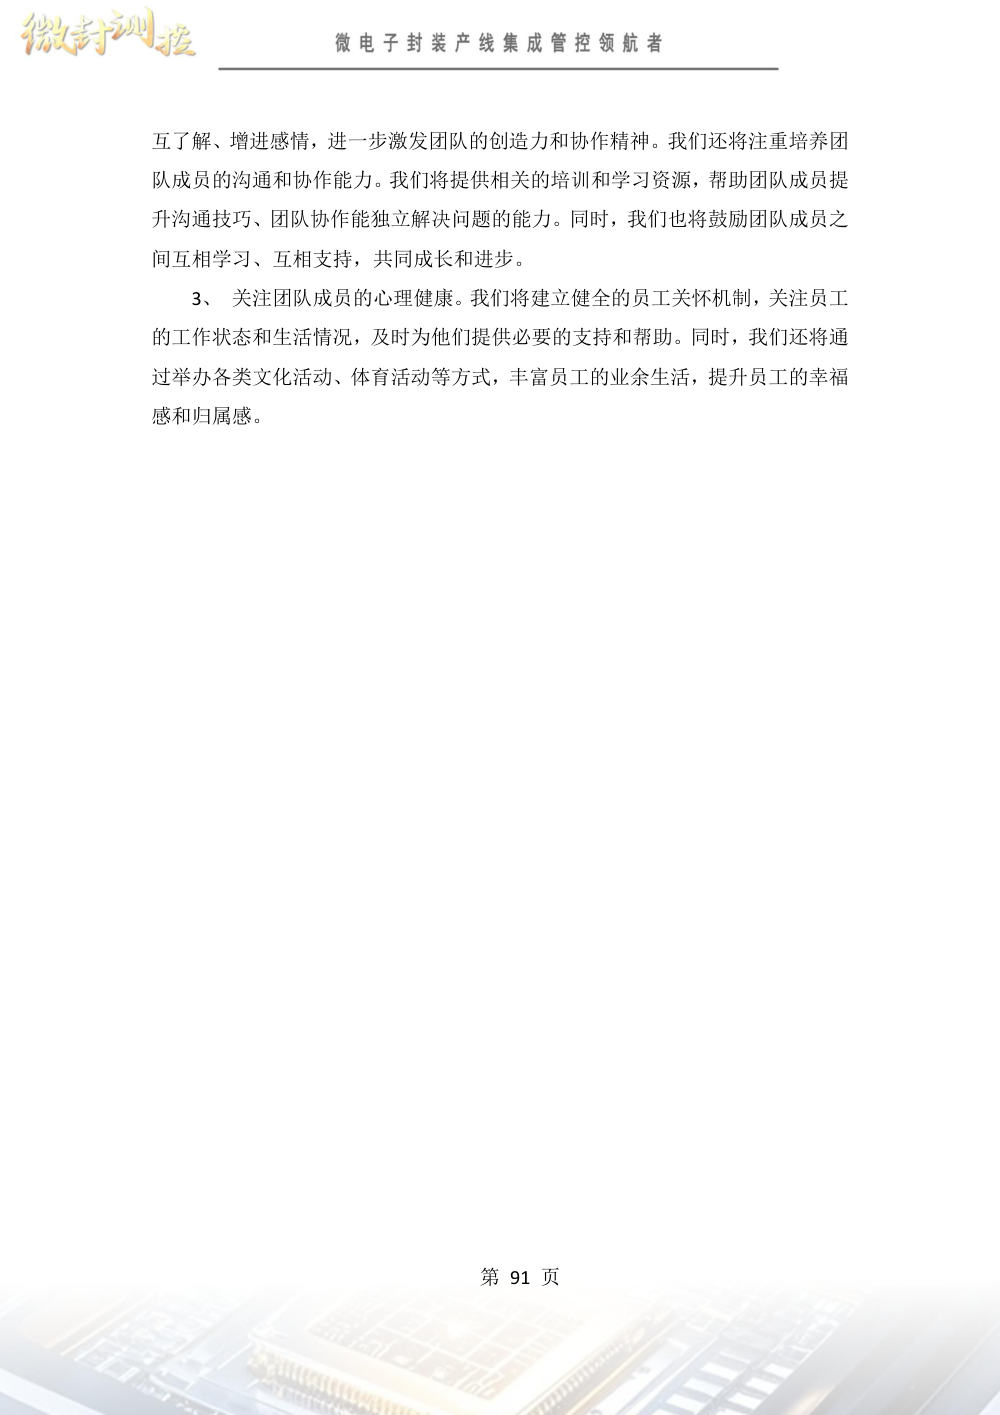 微封测控
微电子封装产线集成管控领航者
互了解、增进感情，进一步激发团队的创造力和协作精神。我们还将注重培养团
队成员的沟通和协作能力。我们将提供相关的培训和学习资源，帮助团队成员提
升沟通技巧、团队协作能独立解决问题的能力。同时，我们也将鼓励团队成员之
间互相学习、互相支持，共同成长和进步。
3、 关注团队成员的心理健康。我们将建立健全的员工关怀机制，关注员工
的工作状态和生活情况，及时为他们提供必要的支持和帮助。同时，我们还将通
过举办各类文化活动、体育活动等方式，丰富员工的业余生活，提升员工的幸福
感和归属感。
第 91 页